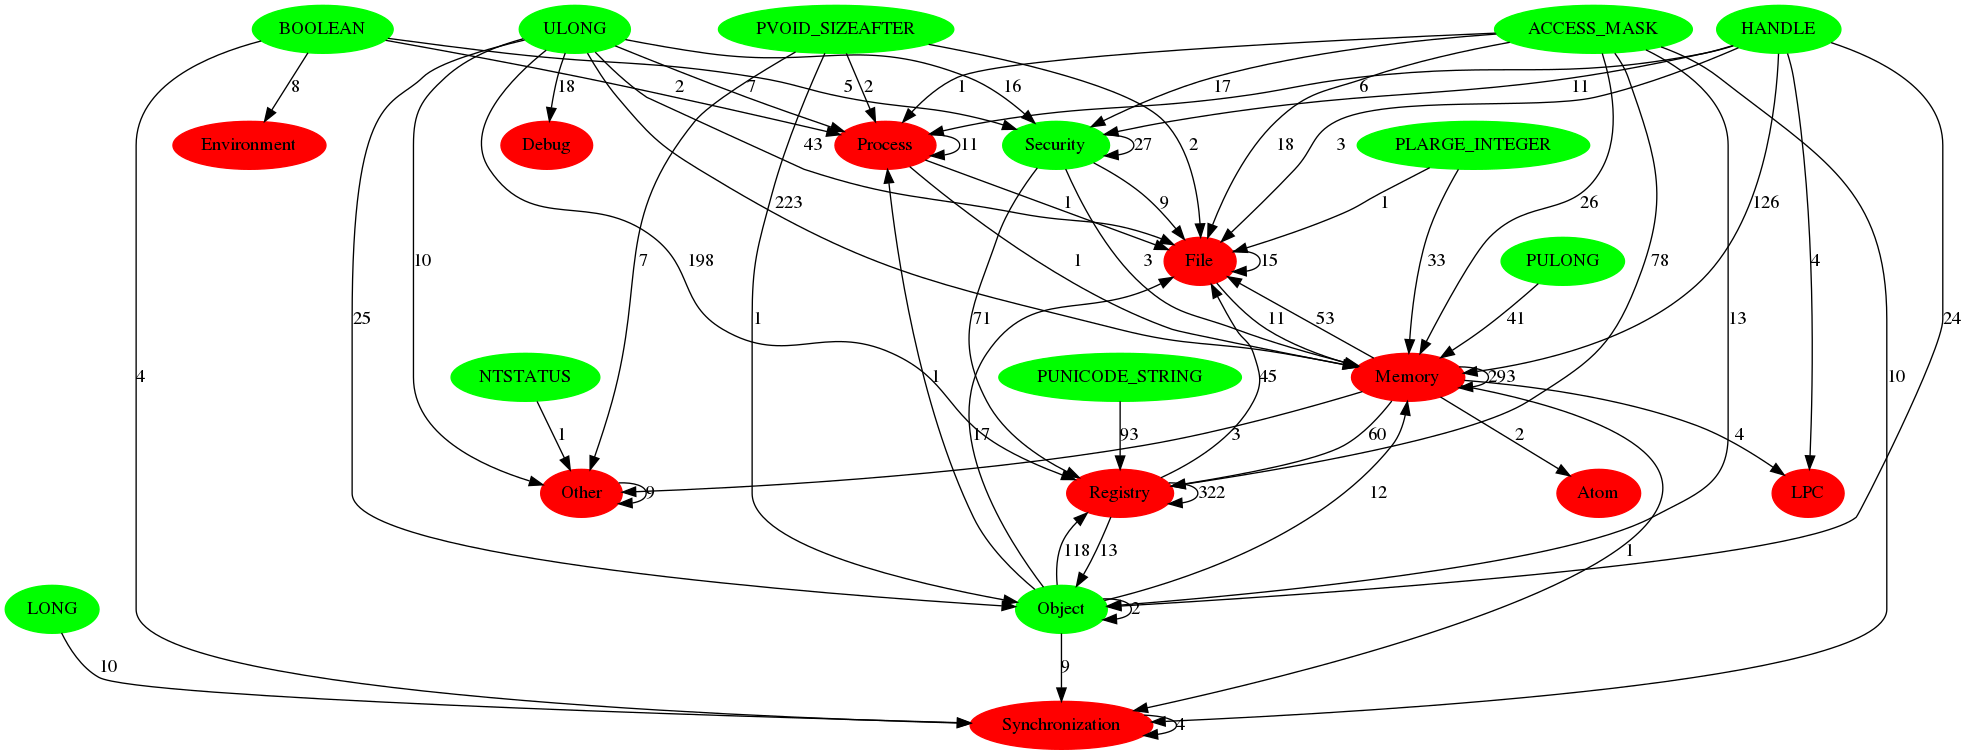 BOOLEAN ULONG PVOID_SIZEAFTER ACCESS_MASK HANDLE
8 2 5 18 7 16 2 1 17 6 11
Environment Debug Process 11 Security 27 PLARGE_INTEGER
43 2 18 3
223 1 9 1 26 126
10 7 198 1 3 File 15 33 PULONG 78 4
25 1 71 11 53 41 13 24
4 NTSTATUS 1 PUNICODE_STRING 45 Memory 293 10
1 17 93 3 60 2 4
Other 9 Registry 322 12 Atom LPC
118 13 1
LONG Object 2
10 9
Synchronization 4